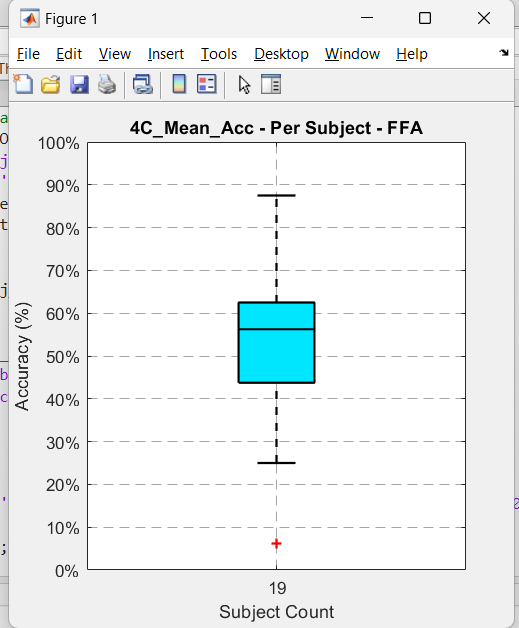 Figure 1
File Edit View Insert Tools Desktop Window Help
4C_Mean_Acc - Per Subject - FFA
100%
90%
80%
70%
60%
50%
40%
30%
20%
10%
0%
Accuracy (%)
19
Subject Count